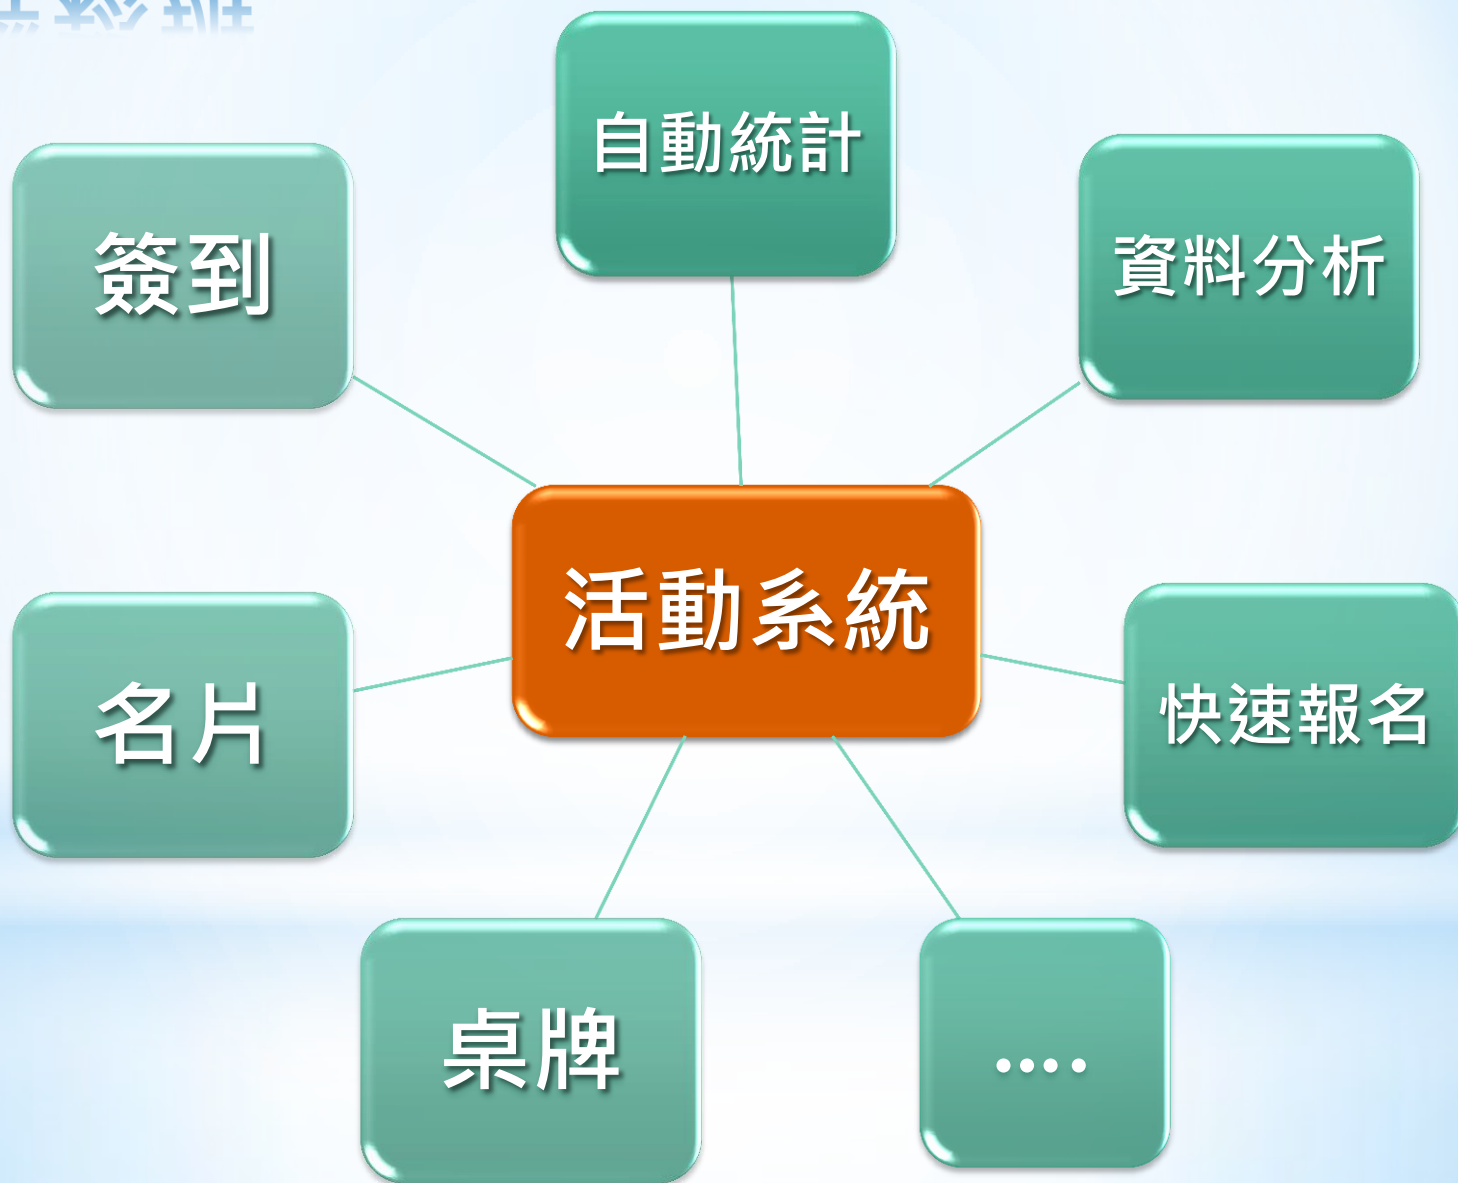 自動統計
簽到
資料分析
活動系統
名片
快速報名
桌牌
....